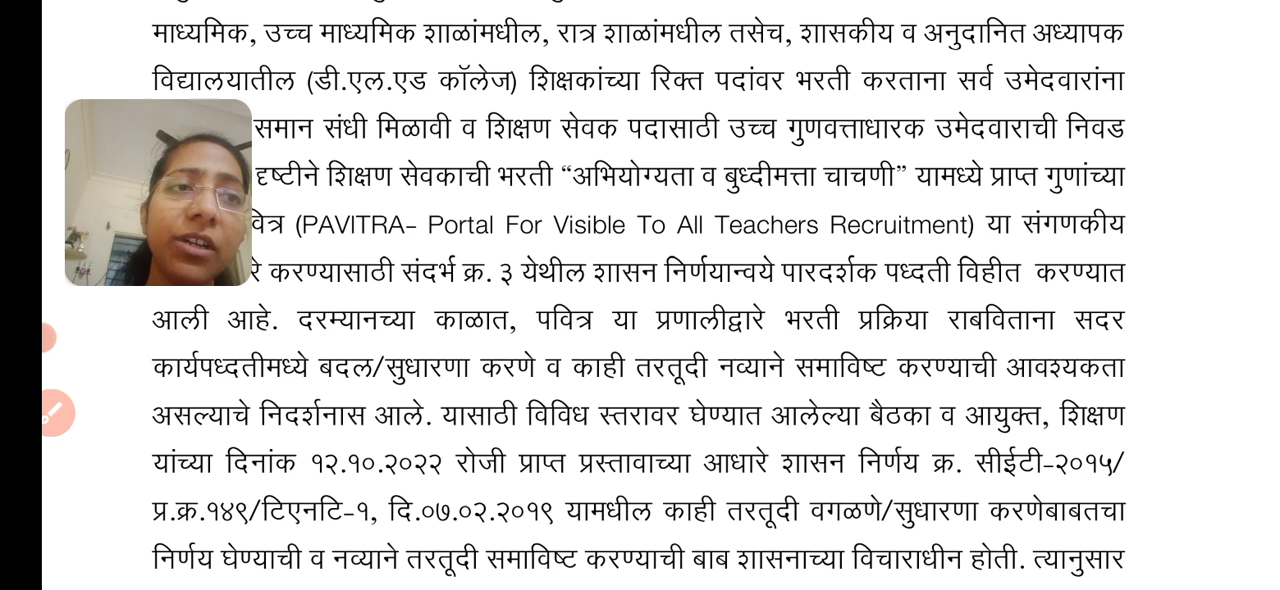 माध्यमिक, उच्च माध्यमिक शाळांमधील, रात्र शाळांमधील तसेच, शासकीय व अनुदानित अध्यापक
विद्यालयातील (डी.एल.एड कॉलेज) शिक्षकांच्या रिक्त पदांवर भरती करताना सर्व उमेदवारांना
समान संधी मिळावी व शिक्षण सेवक पदासाठी उच्च गुणवत्ताधारक उमेदवाराची निवड
दृष्टीने शिक्षण सेवकाची भरती “अभियोग्यता व बुध्दीमत्ता चाचणी” यामध्ये प्राप्त गुणांच्या
वित्र (PAVITRA- Portal For Visible To All Teachers Recruitment) या संगणकीय
रे करण्यासाठी संदर्भ क्र. ३ येथील शासन निर्णयान्वये पारदर्शक पध्दती विहीत करण्यात
आली आहे. दरम्यानच्या काळात, पवित्र या प्रणालीद्वारे भरती प्रक्रिया राबविताना सदर
कार्यपध्दतीमध्ये बदल/सुधारणा करणे व काही तरतूदी नव्याने समाविष्ट करण्याची आवश्यकता
असल्याचे निदर्शनास आले. यासाठी विविध स्तरावर घेण्यात आलेल्या बैठका व आयुक्त, शिक्षण
यांच्या दिनांक १२.१०.२०२२ रोजी प्राप्त प्रस्तावाच्या आधारे शासन निर्णय क्र. सीईटी-२०१५/
प्र.क्र.१४९/टिएनटि-१, दि.०७.०२.२०१९ यामधील काही तरतूदी वगळणे/सुधारणा करणेबाबतचा
निर्णय घेण्याची व नव्याने तरतूदी समाविष्ट करण्याची बाब शासनाच्या विचाराधीन होती. त्यानुसार